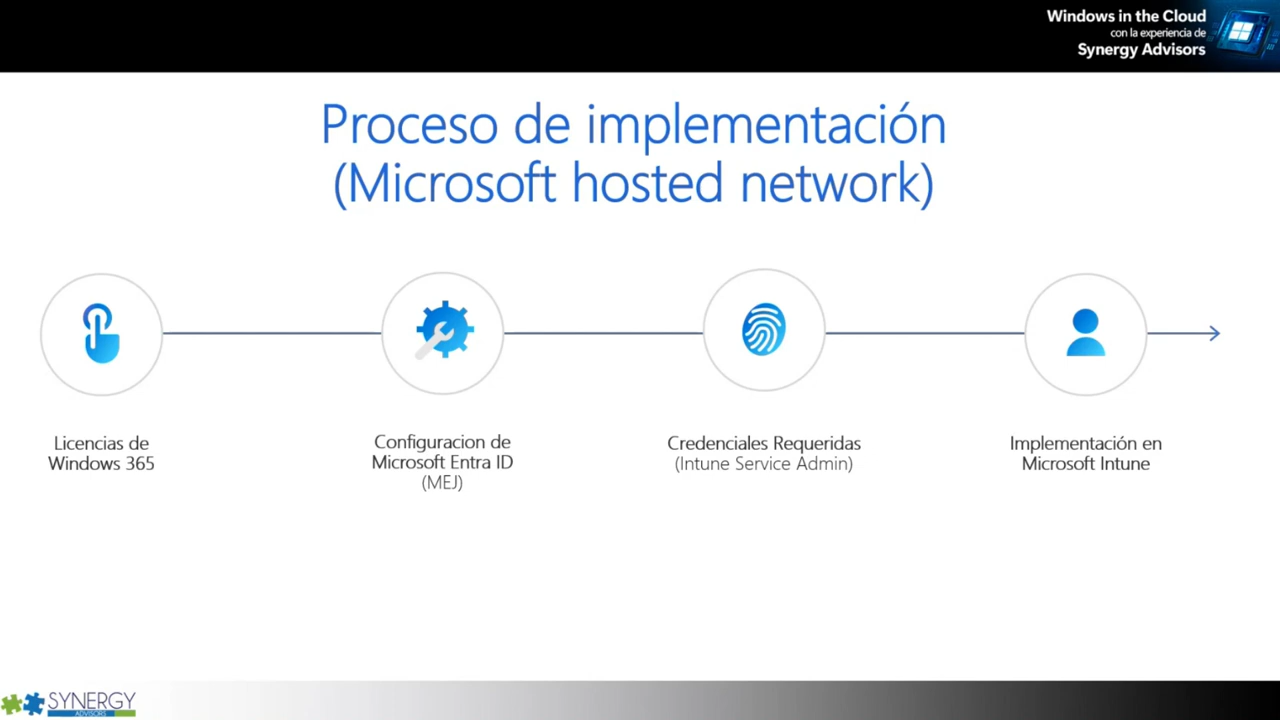 Windows in the Cloud
con la experiencia de
Synergy Advisors
Proceso de implementación
(Microsoft hosted network)
Licencias de
Windows 365
Configuracion de
Microsoft Entra ID
(MEJ)
Credenciales Requeridas
(Intune Service Admin)
Implementación en
Microsoft Intune
SYNERGY
ADVISORS